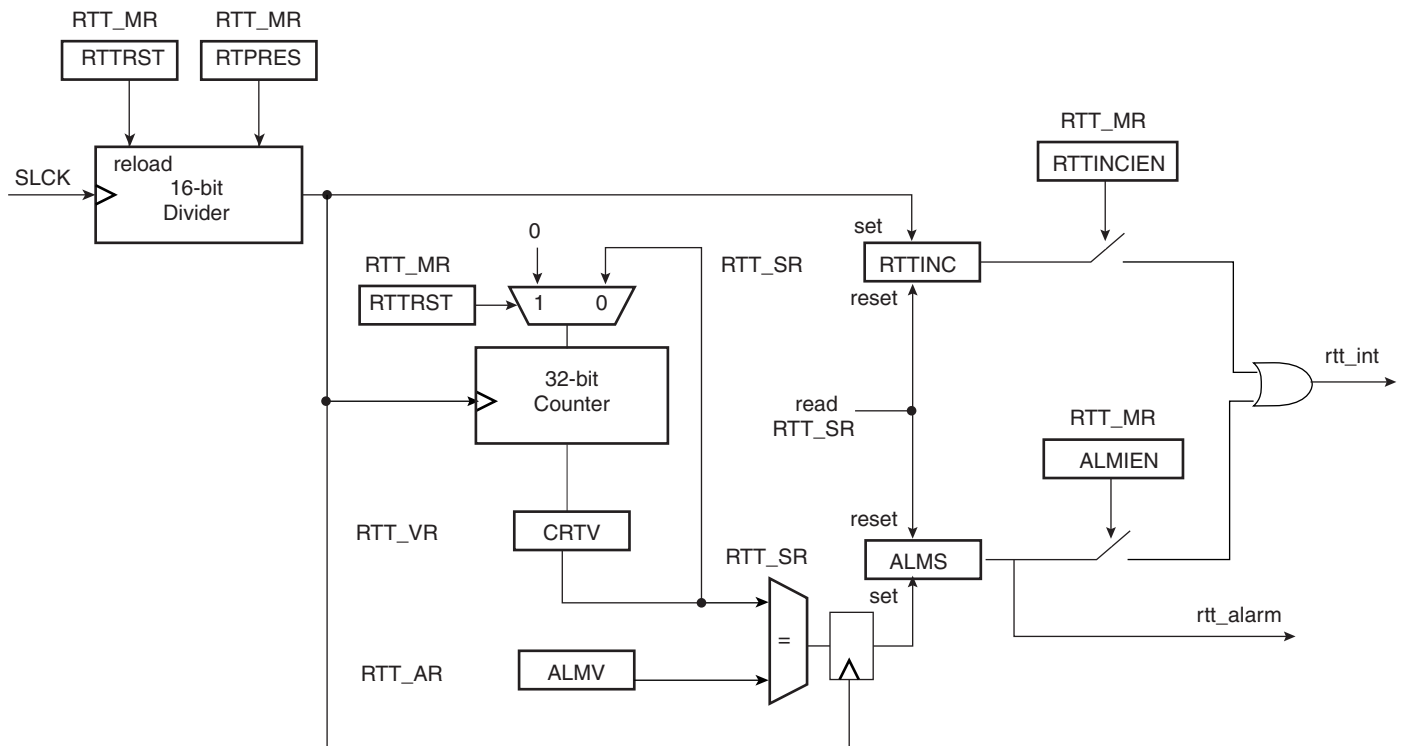 RTT_MR
RTT_MR
RTTRST
RTPRES
SLCK
reload
16-bit
Divider
RTT_MR
RTTINCIEN
0
set
RTT_MR
RTT_SR
RTTINC
RTTRST
1 0
reset
32-bit
Counter
rtt_int
read
RTT_SR
RTT_MR
ALMIEN
reset
RTT_VR
CRTV
RTT_SR
ALMS
set
rtt_alarm
=
RTT_AR
ALMV